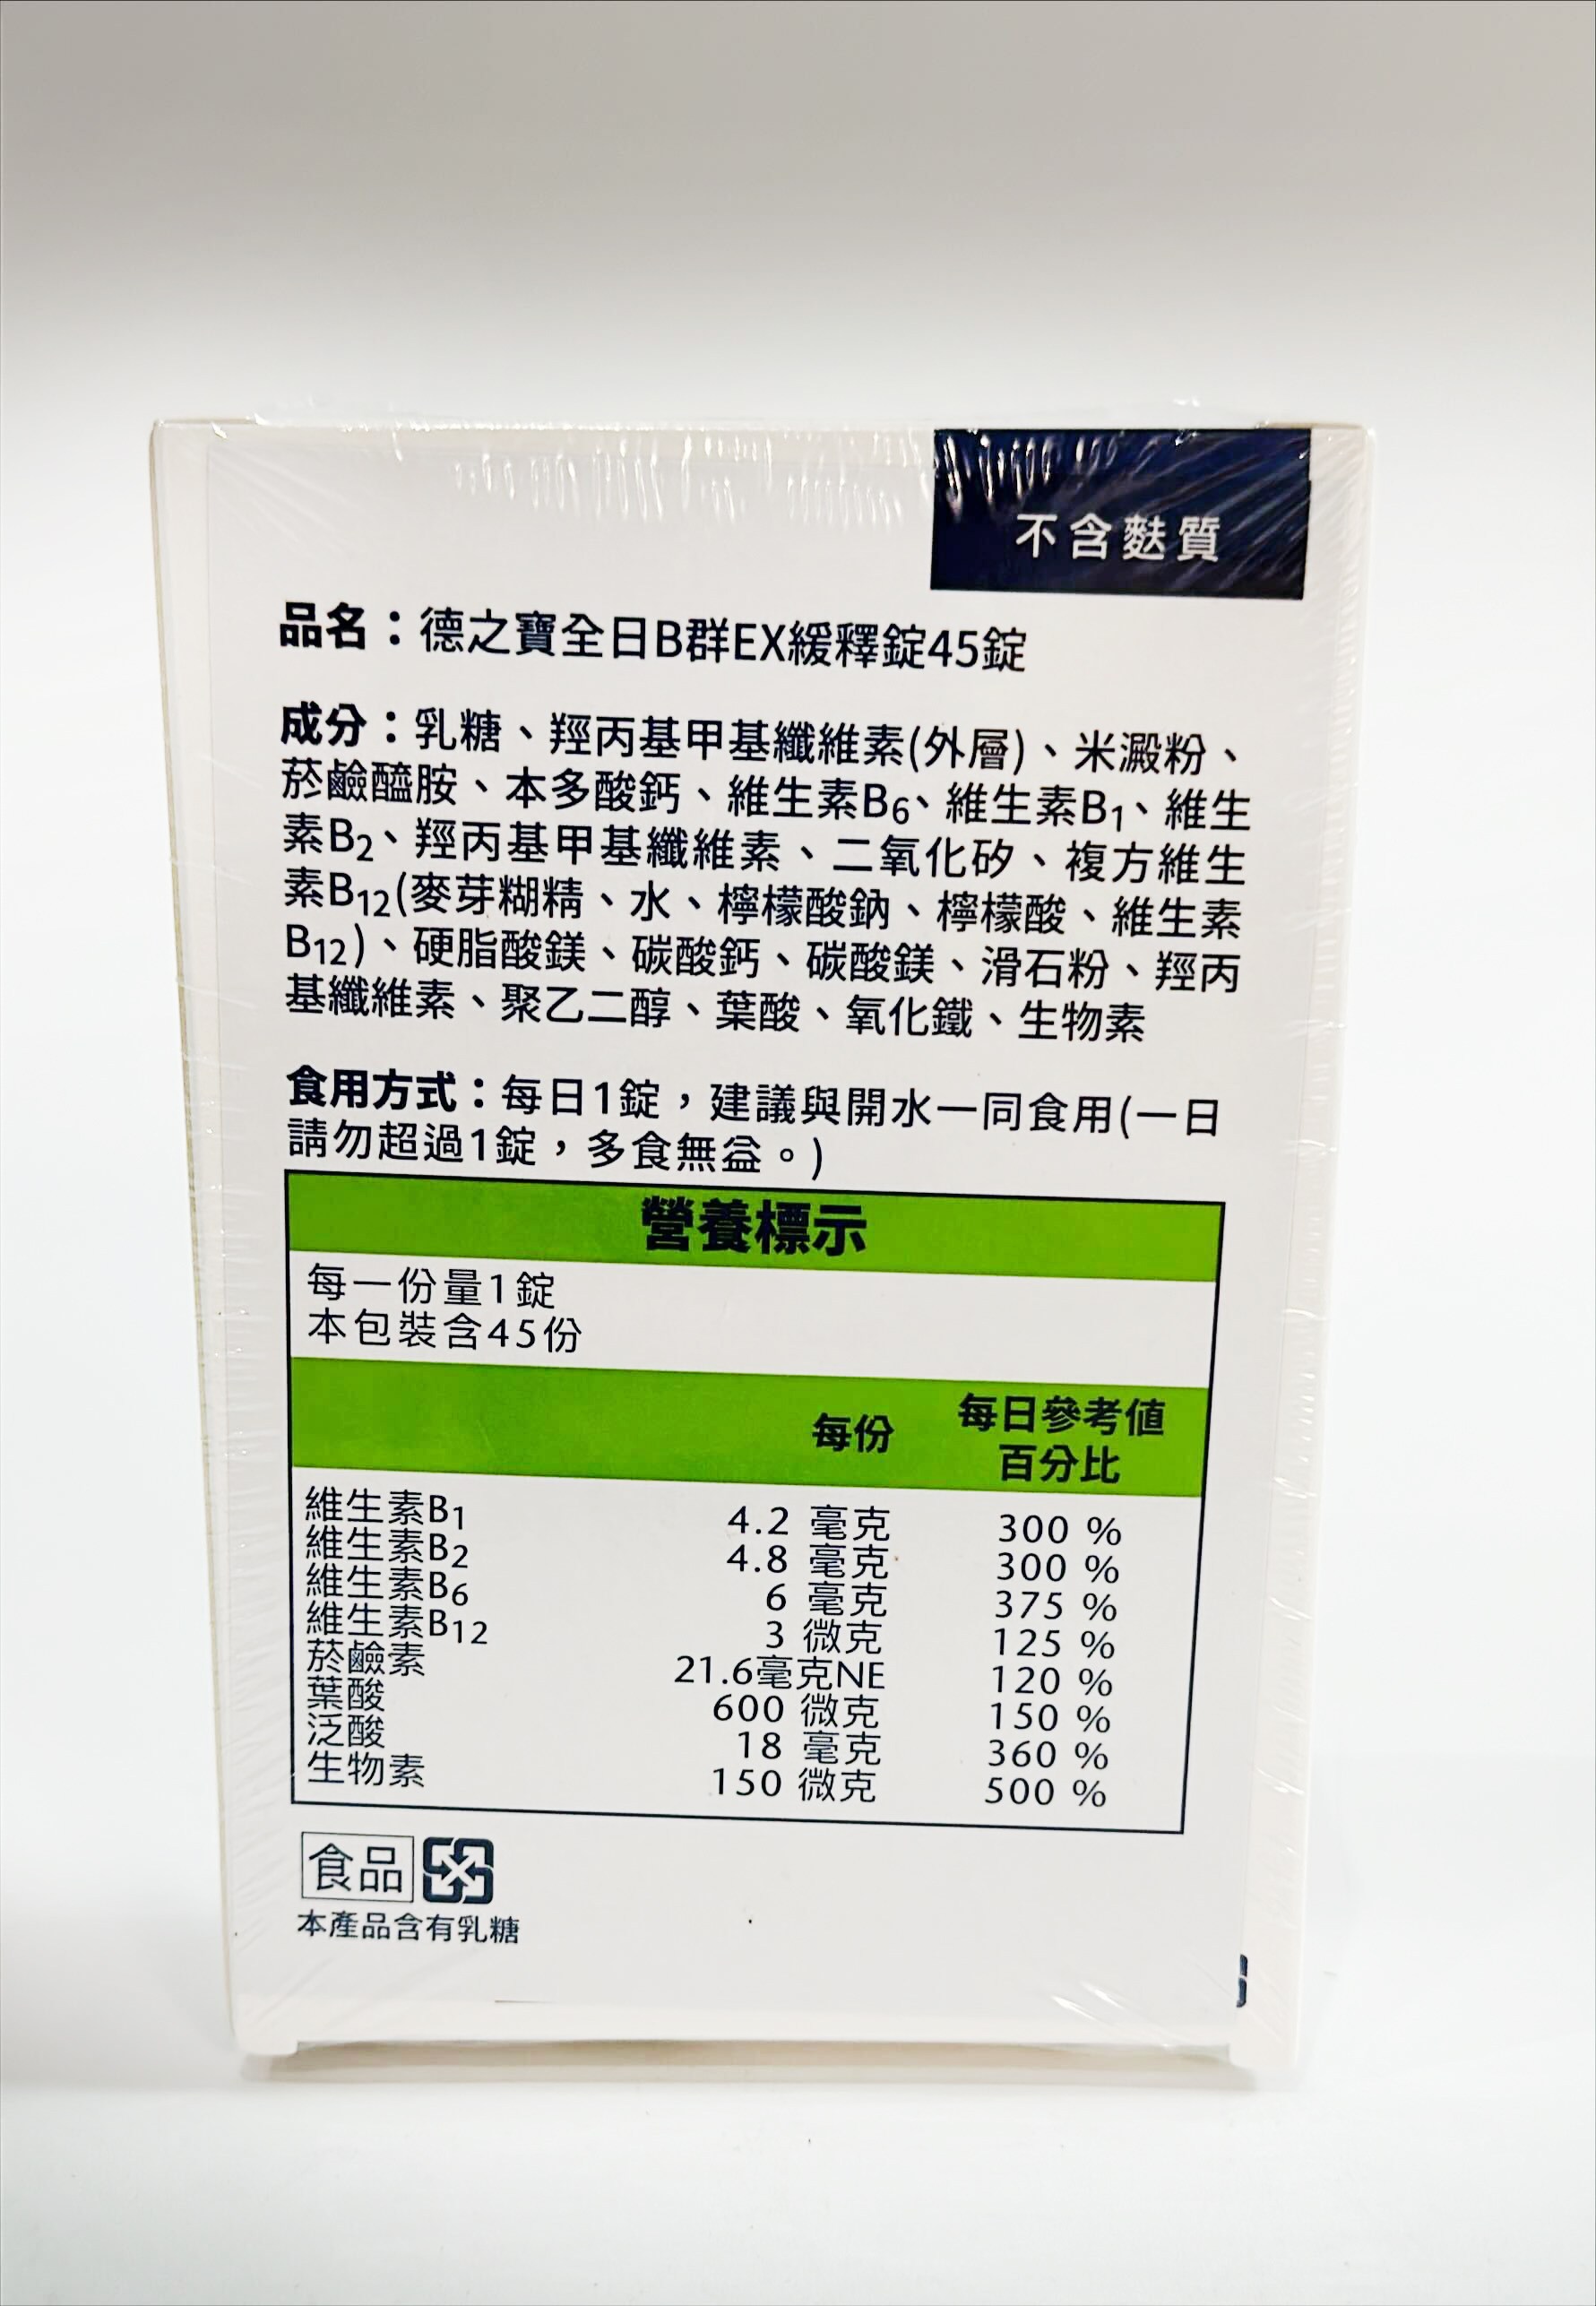 不含麩質
品名：德之寶全日B群EX緩釋錠45錠
成分：乳糖、羥丙基甲基纖維素(外層)、米澱粉、
菸鹼醯胺、本多酸鈣、維生素B6、維生素B1、維生
素B2、羥丙基甲基纖維素、二氧化矽、複方維生
素B12(麥芽糊精、水、檸檬酸鈉、檸檬酸、維生素
B12)、硬脂酸鎂、碳酸鈣、碳酸鎂、滑石粉、羥丙
基纖維素、聚乙二醇、葉酸、氧化鐵、生物素
食用方式：每日1錠，建議與開水一同食用(一日
請勿超過1錠，多食無益。)
營養標示
每一份量1錠
本包裝含45份
每份 每日參考值
百分比
維生素B1 4.2 毫克 300 %
維生素B2 4.8 毫克 300 %
維生素B6 6 毫克 375 %
維生素B12 3 微克 125 %
菸鹼素 21.6毫克NE 120 %
葉酸 600 微克 150 %
泛酸 18 毫克 360 %
生物素 150 微克 500 %
食品
本產品含有乳糖